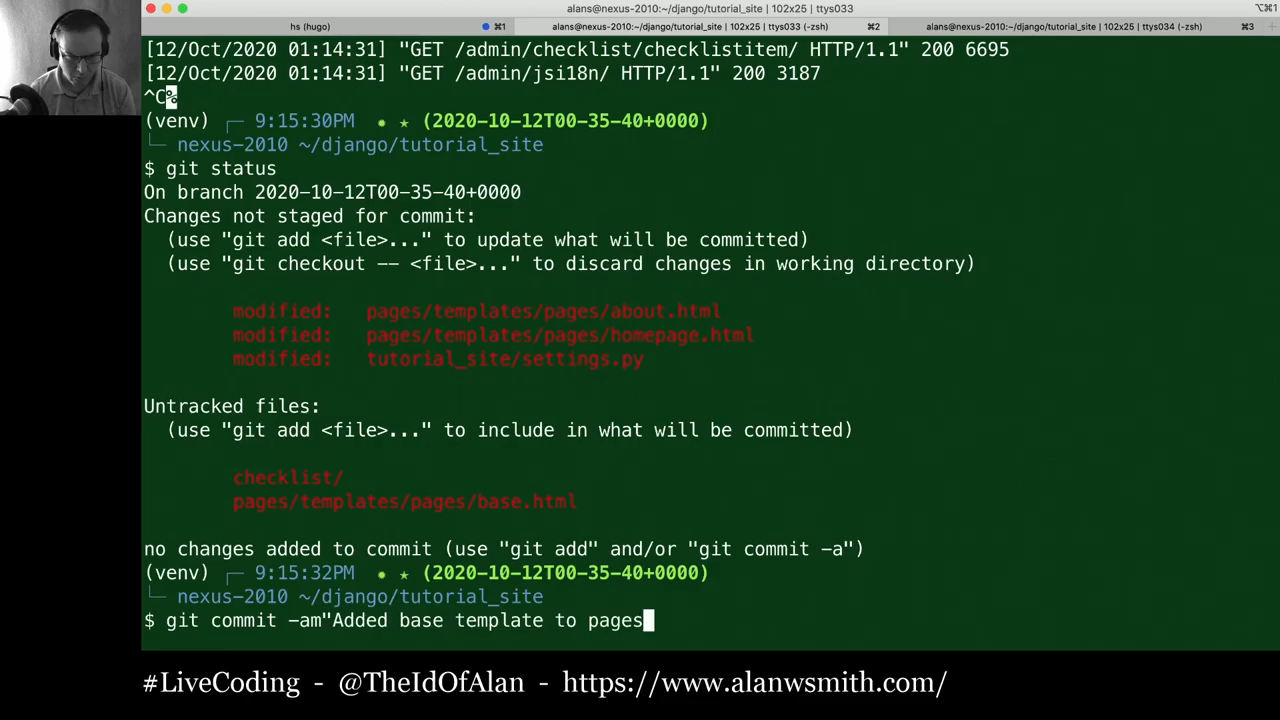 alans@nexus-2010:~/django/tutorial_site | 102x25 | ttys033
⌥⌘1
hs (hugo)
⌘1
alans@nexus-2010:~/django/tutorial_site | 102x25 | ttys033 (-zsh)
⌘2
alans@nexus-2010:~/django/tutorial_site | 102x25 | ttys034 (-zsh)
⌘3
[12/Oct/2020 01:14:31] "GET /admin/checklist/checklistitem/ HTTP/1.1" 200 6695
[12/Oct/2020 01:14:31] "GET /admin/jsi18n/ HTTP/1.1" 200 3187
^C%
(venv) ┌─ 9:15:30PM ✹ ★ (2020-10-12T00-35-40+0000)
└─ nexus-2010 ~/django/tutorial_site
$ git status
On branch 2020-10-12T00-35-40+0000
Changes not staged for commit:
(use "git add <file>..." to update what will be committed)
(use "git checkout -- <file>..." to discard changes in working directory)
modified: pages/templates/pages/about.html
modified: pages/templates/pages/homepage.html
modified: tutorial_site/settings.py
Untracked files:
(use "git add <file>..." to include in what will be committed)
checklist/
pages/templates/pages/base.html
no changes added to commit (use "git add" and/or "git commit -a")
(venv) ┌─ 9:15:32PM ✹ ★ (2020-10-12T00-35-40+0000)
└─ nexus-2010 ~/django/tutorial_site
$ git commit -am"Added base template to pages
#LiveCoding - @TheIdOfAlan - https://www.alanwsmith.com/